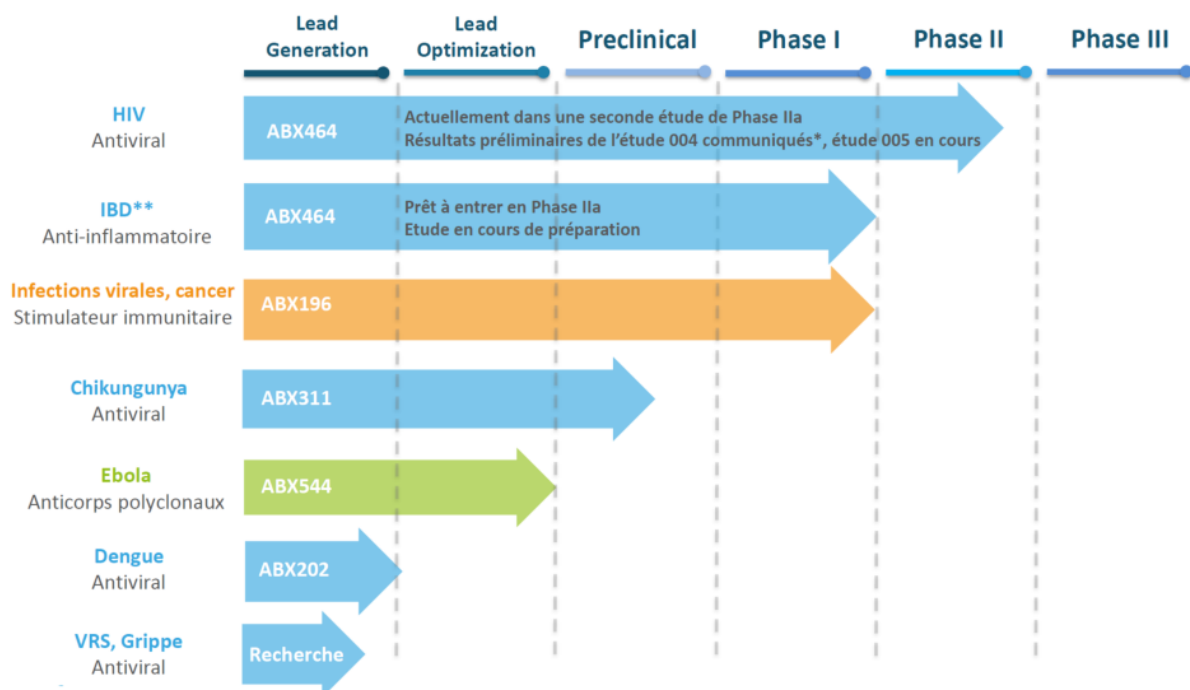 Lead
Generation
Lead
Optimization
Preclinical
Phase I
Phase II
Phase III
HIV
Antiviral
ABX464
Actuellement dans une seconde étude de Phase IIa
Résultats préliminaires de l'étude 004 communiqués*, étude 005 en cours
IBD**
Anti-inflammatoire
ABX464
Prêt à entrer en Phase IIa
Etude en cours de préparation
Infections virales, cancer
Stimulateur immunitaire
ABX196
Chikungunya
Antiviral
ABX311
Ebola
Anticorps polyclonaux
ABX544
Dengue
Antiviral
ABX202
VRS, Grippe
Antiviral
Recherche